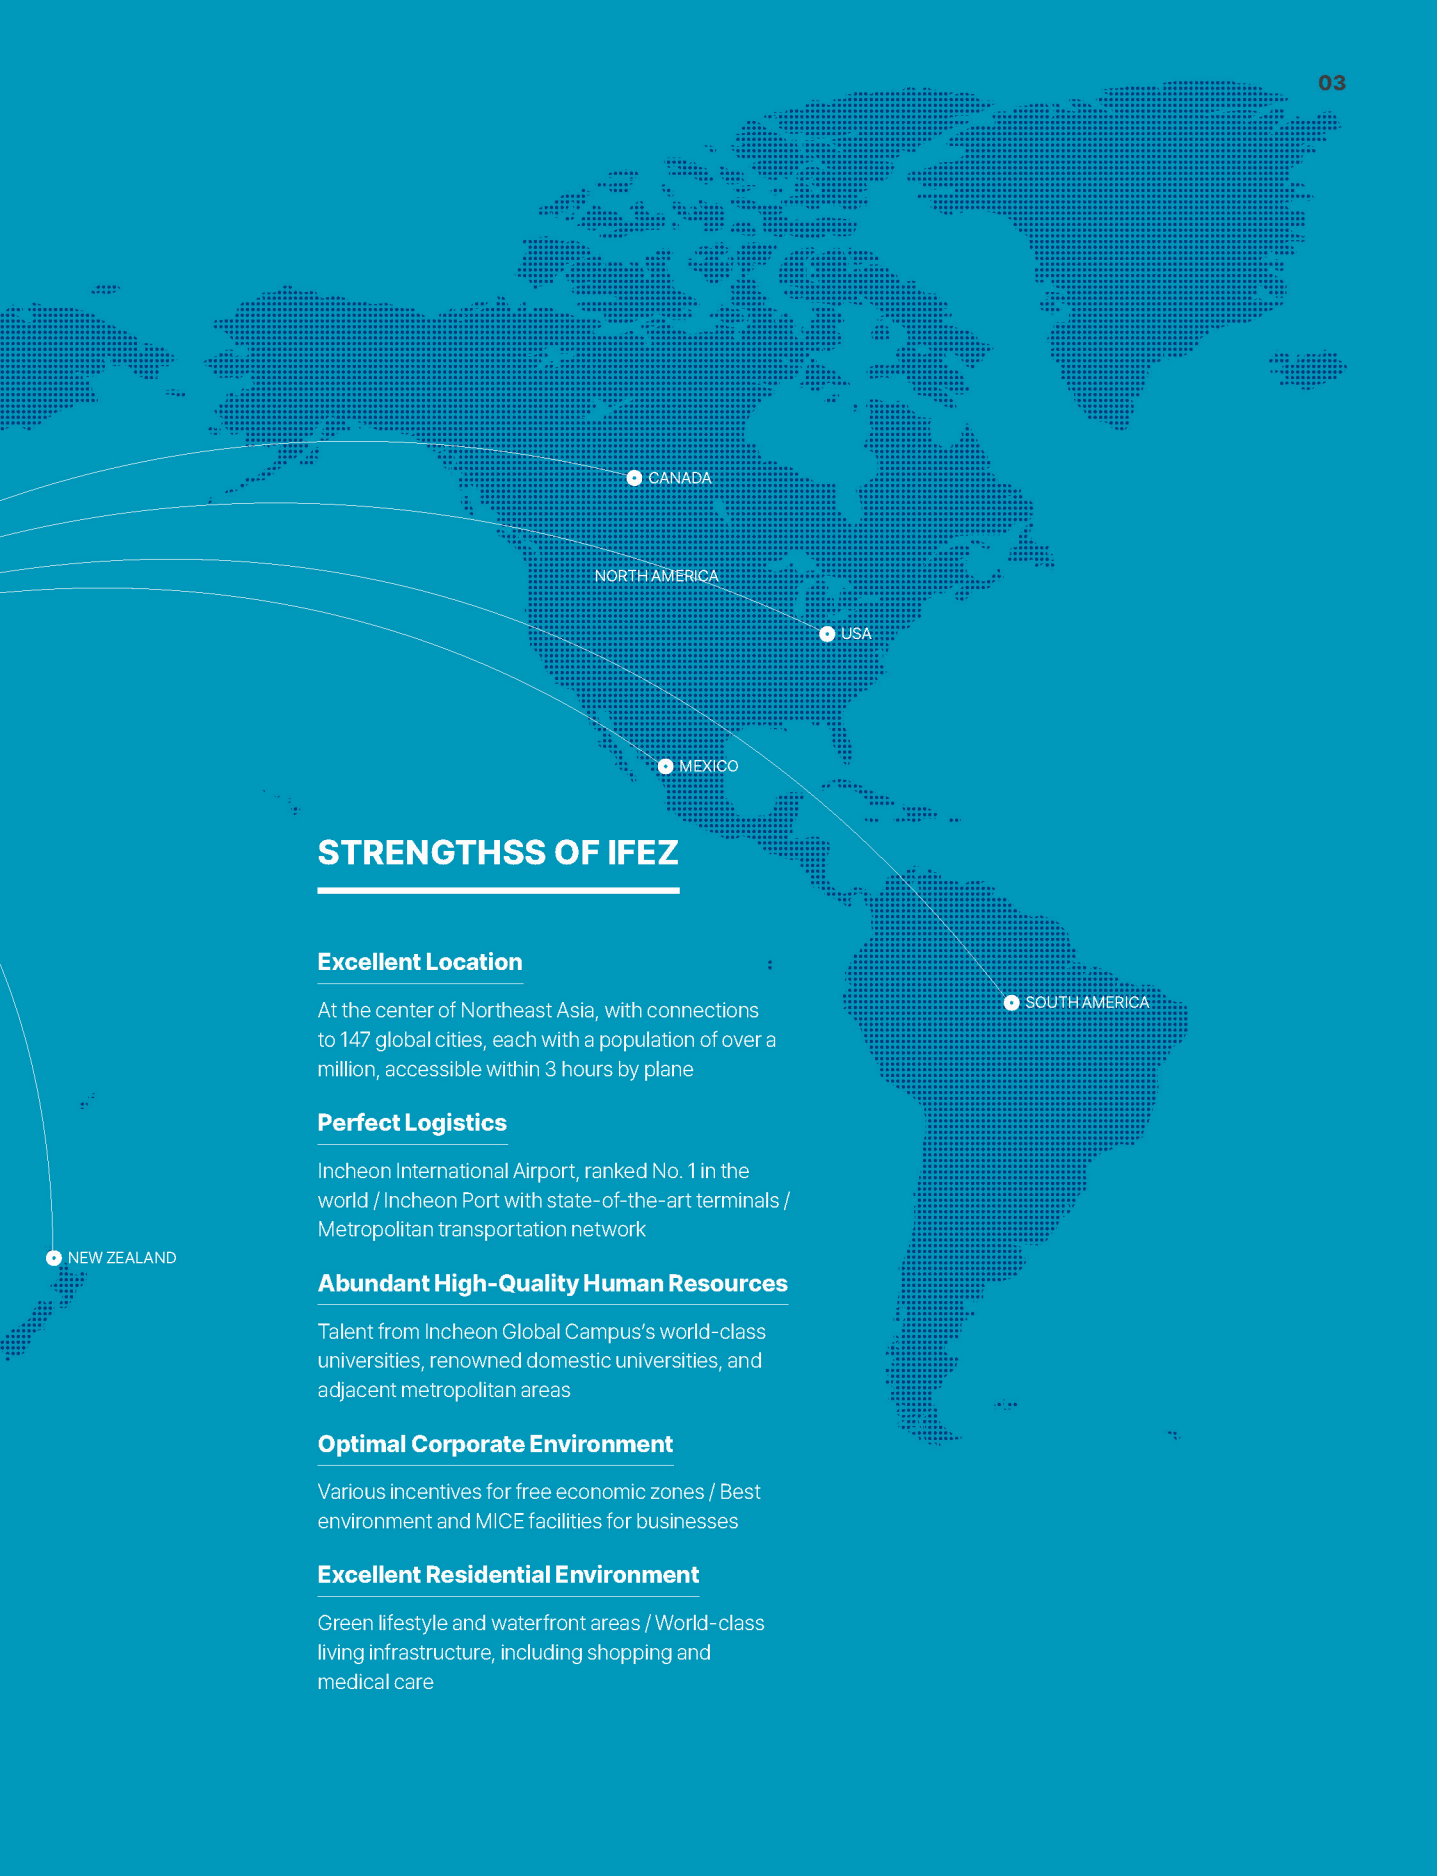 03
CANADA
NORTH AMERICA
USA
MEXICO
STRENGTHSS OF IFEZ
Excellent Location
At the center of Northeast Asia, with connections
to 147 global cities, each with a population of over a
million, accessible within 3 hours by plane
SOUTH AMERICA
Perfect Logistics
Incheon International Airport, ranked No. 1 in the
world / Incheon Port with state-of-the-art terminals /
Metropolitan transportation network
NEW ZEALAND
Abundant High-Quality Human Resources
Talent from Incheon Global Campus’s world-class
universities, renowned domestic universities, and
adjacent metropolitan areas
Optimal Corporate Environment
Various incentives for free economic zones / Best
environment and MICE facilities for businesses
Excellent Residential Environment
Green lifestyle and waterfront areas / World-class
living infrastructure, including shopping and
medical care